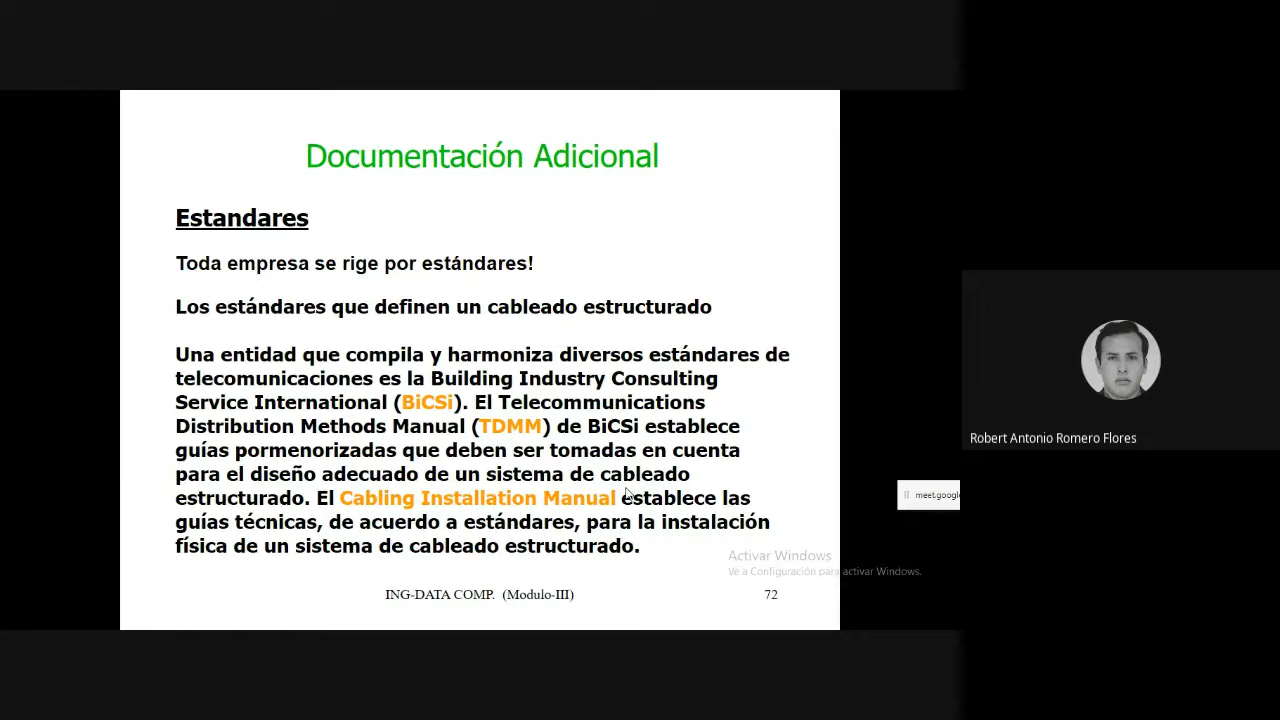 Documentación Adicional
Estandares
Toda empresa se rige por estándares!
Los estándares que definen un cableado estructurado
Una entidad que compila y harmoniza diversos estándares de
telecomunicaciones es la Building Industry Consulting
Service International (BiCSi). El Telecommunications
Distribution Methods Manual (TDMM) de BiCSi establece
guías pormenorizadas que deben ser tomadas en cuenta
para el diseño adecuado de un sistema de cableado
estructurado. El Cabling Installation Manual establece las
guías técnicas, de acuerdo a estándares, para la instalación
física de un sistema de cableado estructurado.
ING-DATA COMP. (Modulo-III)
72
Activar Windows
Ve a Configuración para activar Windows.
Robert Antonio Romero Flores
meet.google